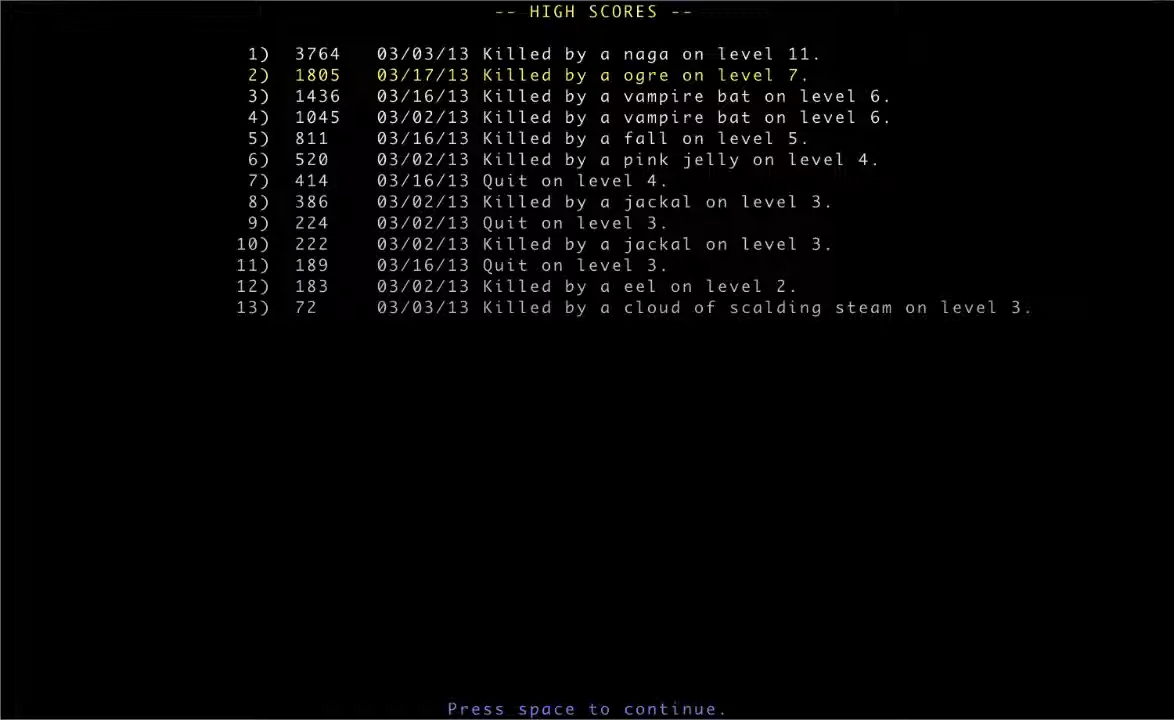 -- HIGH SCORES --
1) 3764 03/03/13 Killed by a naga on level 11.
2) 1805 03/17/13 Killed by a ogre on level 7.
3) 1436 03/16/13 Killed by a vampire bat on level 6.
4) 1045 03/02/13 Killed by a vampire bat on level 6.
5) 811 03/16/13 Killed by a fall on level 5.
6) 520 03/02/13 Killed by a pink jelly on level 4.
7) 414 03/16/13 Quit on level 4.
8) 386 03/02/13 Killed by a jackal on level 3.
9) 224 03/02/13 Quit on level 3.
10) 222 03/02/13 Killed by a jackal on level 3.
11) 189 03/16/13 Quit on level 3.
12) 183 03/02/13 Killed by a eel on level 2.
13) 72 03/03/13 Killed by a cloud of scalding steam on level 3.
Press space to continue.